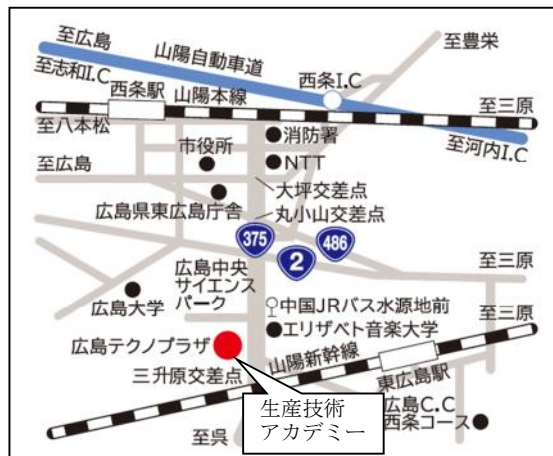 至広島
山陽自動車道
至豊栄
至志和I.C
西条I.C
西条駅
山陽本線
至三原
至八本松
消防署
至河内I.C
市役所
NTT
至広島
大坪交差点
広島県東広島庁舎
丸小山交差点
375
486
2
広島中央
サイエンス
パーク
至三原
広島大学
中国JRバス水源地前
至三原
エリザベト音楽大学
広島テクノプラザ
山陽新幹線
三升原交差点
東広島駅
生産技術
アカデミー
広島C.C
西条コース
至呉